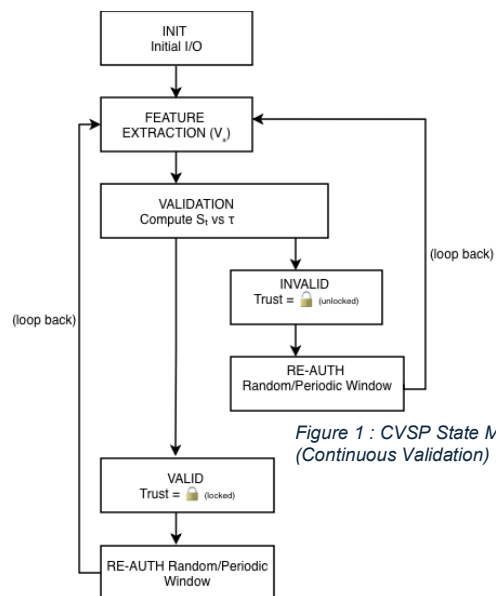 INIT
Initial I/O
FEATURE
EXTRACTION (Vₐ)
VALIDATION
Compute Sₜ vs τ
INVALID
Trust = 🔒 (unlocked)
(loop back)
(loop back)
RE-AUTH
Random/Periodic Window
Figure 1 : CVSP State M
(Continuous Validation)
VALID
Trust = 🔒 (locked)
RE-AUTH Random/Periodic
Window